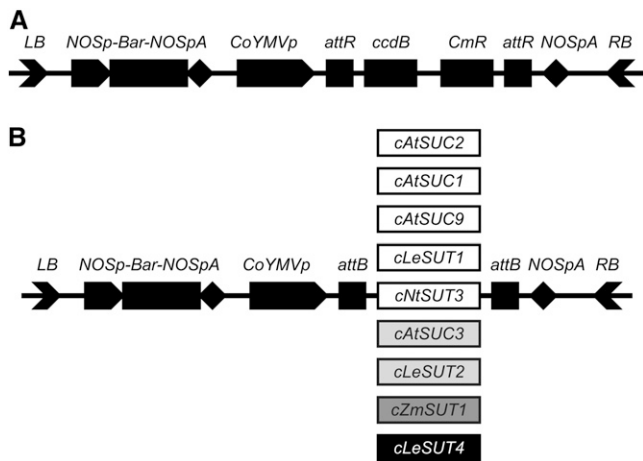 A
LB NOSp-Bar-NOSpA CoYMVp attR ccdB CmR attR NOSpA RB
B
cAtSUC2
cAtSUC1
cAtSUC9
cLeSUT1
LB NOSp-Bar-NOSpA CoYMVp attB attB NOSpA RB
cNtSUT3
cAtSUC3
cLeSUT2
cZmSUT1
cLeSUT4